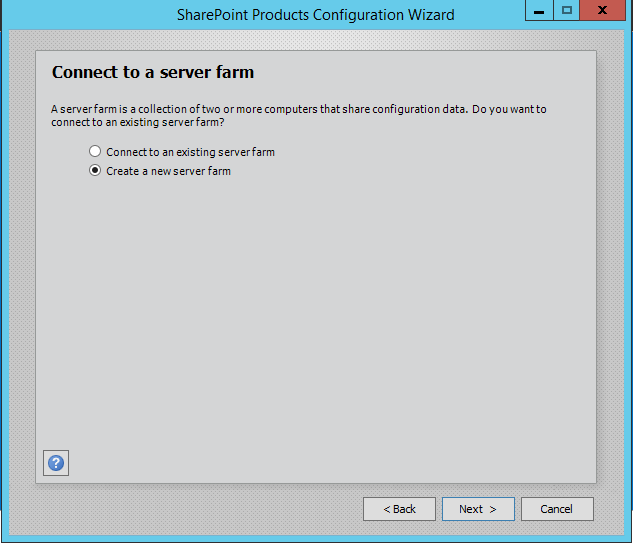 SharePoint Products Configuration Wizard
Connect to a server farm
A server farm is a collection of two or more computers that share configuration data. Do you want to
connect to an existing server farm?
Connect to an existing server farm
Create a new server farm
?
< Back Next > Cancel